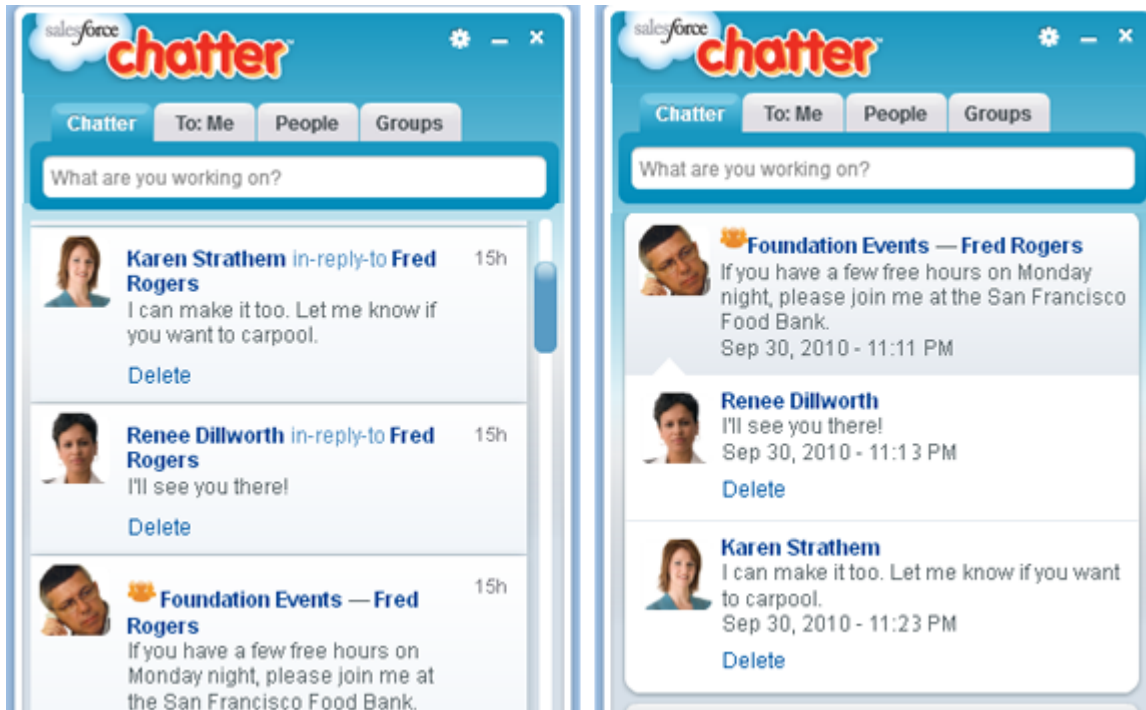 salesforce
chatter™
Chatter To: Me People Groups
What are you working on?
Karen Strathem in-reply-to Fred 15h
Rogers
I can make it too. Let me know if
you want to carpool.
Delete
Renee Dillworth in-reply-to Fred 15h
Rogers
I'll see you there!
Delete
Foundation Events — Fred 15h
Rogers
If you have a few free hours on
Monday night, please join me at
the San Francisco Food Bank.
salesforce
chatter™
Chatter To: Me People Groups
What are you working on?
Foundation Events — Fred Rogers
If you have a few free hours on Monday
night, please join me at the San Francisco
Food Bank.
Sep 30, 2010 - 11:11 PM
Renee Dillworth
I'll see you there!
Sep 30, 2010 - 11:13 PM
Delete
Karen Strathem
I can make it too. Let me know if you want
to carpool.
Sep 30, 2010 - 11:23 PM
Delete